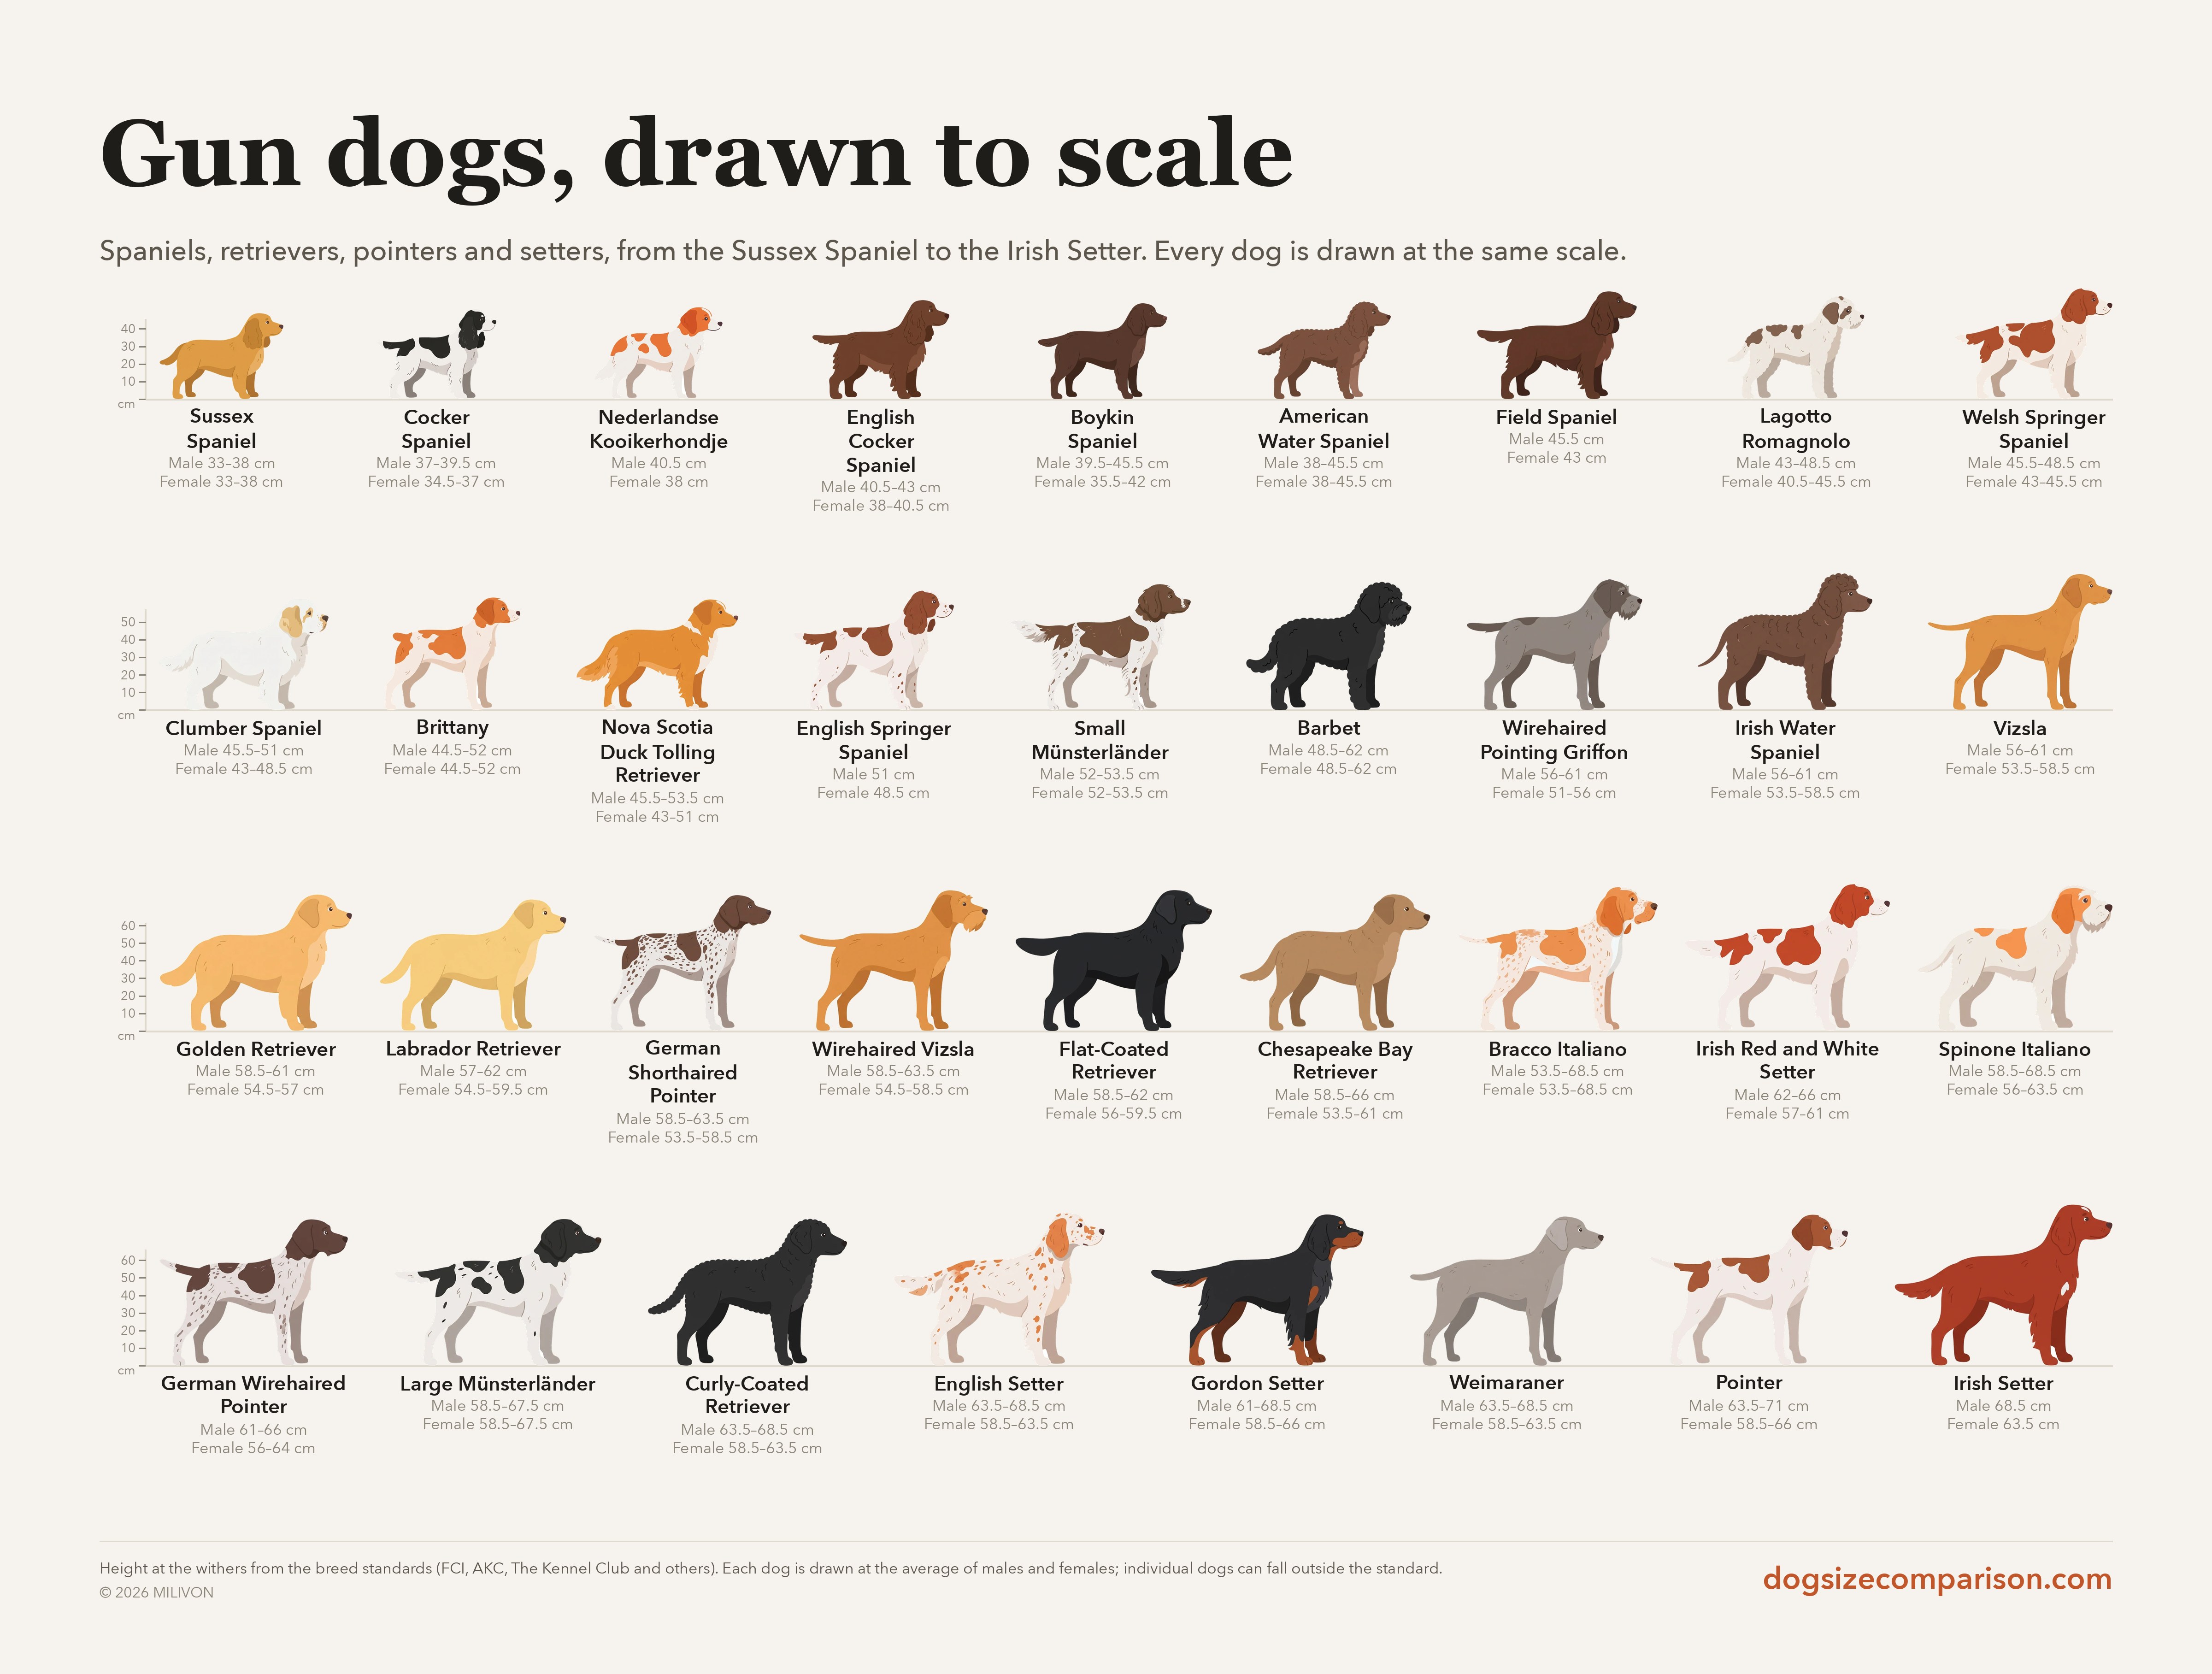 Gun dogs, drawn to scale
Spaniels, retrievers, pointers and setters, from the Sussex Spaniel to the Irish Setter. Every dog is drawn at the same scale.
40
30
20
10
cm
Sussex
Spaniel
Male 33–38 cm
Female 33–38 cm
Cocker
Spaniel
Male 37–39.5 cm
Female 34.5–37 cm
Nederlandse
Kooikerhondje
Male 40.5 cm
Female 38 cm
English
Cocker
Spaniel
Male 40.5–43 cm
Female 38–40.5 cm
Boykin
Spaniel
Male 39.5–45.5 cm
Female 35.5–42 cm
American
Water Spaniel
Male 38–45.5 cm
Female 38–45.5 cm
Field Spaniel
Male 45.5 cm
Female 43 cm
Lagotto
Romagnolo
Male 43–48.5 cm
Female 40.5–45.5 cm
Welsh Springer
Spaniel
Male 45.5–48.5 cm
Female 43–45.5 cm
50
40
30
20
10
cm
Clumber Spaniel
Male 45.5–51 cm
Female 43–48.5 cm
Brittany
Male 44.5–52 cm
Female 44.5–52 cm
Nova Scotia
Duck Tolling
Retriever
Male 45.5–53.5 cm
Female 43–51 cm
English Springer
Spaniel
Male 51 cm
Female 48.5 cm
Small
Münsterländer
Male 52–53.5 cm
Female 52–53.5 cm
Barbet
Male 48.5–62 cm
Female 48.5–62 cm
Wirehaired
Pointing Griffon
Male 56–61 cm
Female 51–56 cm
Irish Water
Spaniel
Male 56–61 cm
Female 53.5–58.5 cm
Vizsla
Male 56–61 cm
Female 53.5–58.5 cm
60
50
40
30
20
10
cm
Golden Retriever
Male 58.5–61 cm
Female 54.5–57 cm
Labrador Retriever
Male 57–62 cm
Female 54.5–59.5 cm
German
Shorthaired
Pointer
Male 58.5–63.5 cm
Female 53.5–58.5 cm
Wirehaired Vizsla
Male 58.5–63.5 cm
Female 54.5–58.5 cm
Flat-Coated
Retriever
Male 58.5–62 cm
Female 56–59.5 cm
Chesapeake Bay
Retriever
Male 58.5–66 cm
Female 53.5–61 cm
Bracco Italiano
Male 53.5–68.5 cm
Female 53.5–68.5 cm
Irish Red and White
Setter
Male 62–66 cm
Female 57–61 cm
Spinone Italiano
Male 58.5–68.5 cm
Female 56–63.5 cm
60
50
40
30
20
10
cm
German Wirehaired
Pointer
Male 61–66 cm
Female 56–64 cm
Large Münsterländer
Male 58.5–67.5 cm
Female 58.5–67.5 cm
Curly-Coated
Retriever
Male 63.5–68.5 cm
Female 58.5–63.5 cm
English Setter
Male 63.5–68.5 cm
Female 58.5–63.5 cm
Gordon Setter
Male 61–68.5 cm
Female 58.5–66 cm
Weimaraner
Male 63.5–68.5 cm
Female 58.5–63.5 cm
Pointer
Male 63.5–71 cm
Female 58.5–66 cm
Irish Setter
Male 68.5 cm
Female 63.5 cm
Height at the withers from the breed standards (FCI, AKC, The Kennel Club and others). Each dog is drawn at the average of males and females; individual dogs can fall outside the standard.
© 2026 MILIVON
dogsizecomparison.com